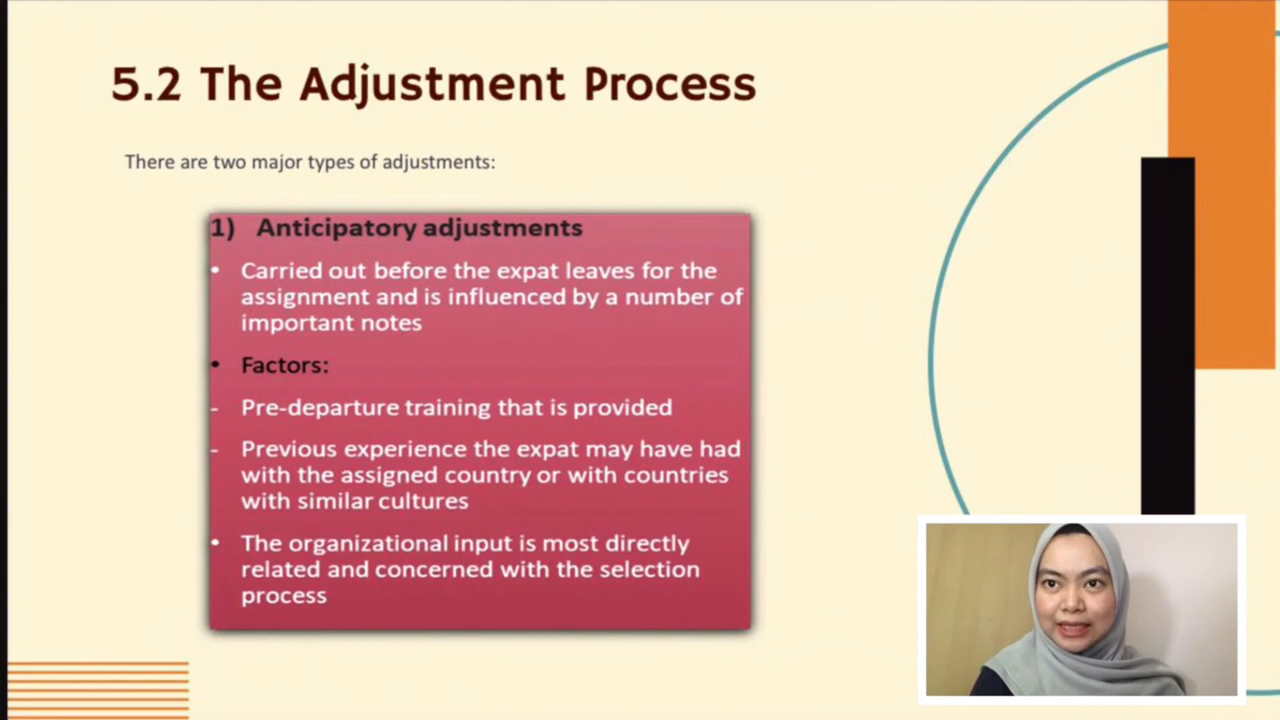 5.2 The Adjustment Process
There are two major types of adjustments:
1) Anticipatory adjustments
• Carried out before the expat leaves for the
assignment and is influenced by a number of
important notes
• Factors:
- Pre-departure training that is provided
- Previous experience the expat may have had
with the assigned country or with countries
with similar cultures
• The organizational input is most directly
related and concerned with the selection
process